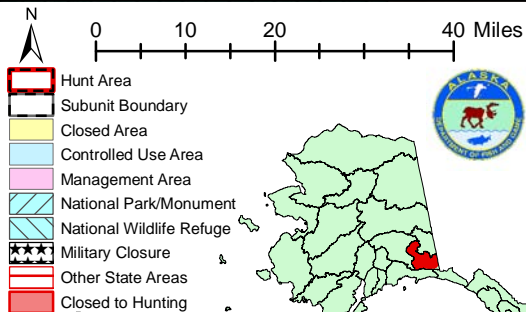 N
0 10 20 40 Miles
Hunt Area
Subunit Boundary
Closed Area
Controlled Use Area
Management Area
National Park/Monument
National Wildlife Refuge
Military Closure
Other State Areas
Closed to Hunting
ALASKA
DEPARTMENT OF FISH AND GAME